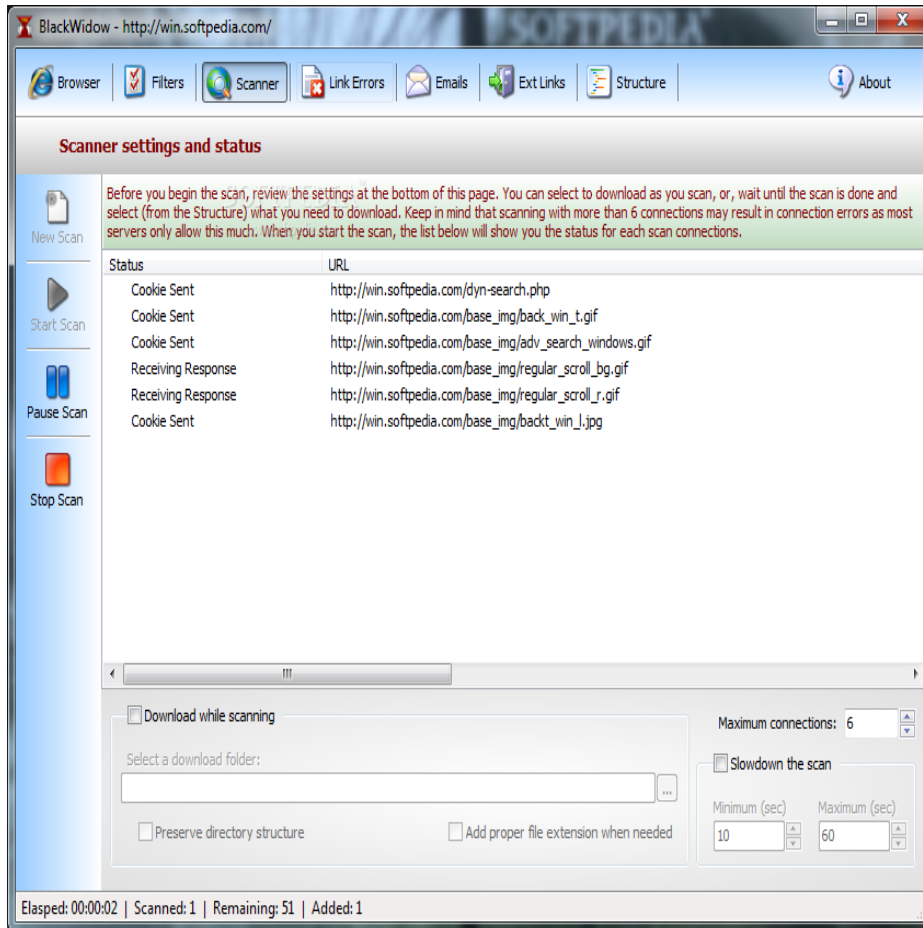 BlackWidow - http://win.softpedia.com/
SOFTPEDIA
Browser Filters Scanner Link Errors Emails Ext Links Structure About
Scanner settings and status
New Scan
Start Scan
Pause Scan
Stop Scan
Before you begin the scan, review the settings at the bottom of this page. You can select to download as you scan, or, wait until the scan is done and
select (from the Structure) what you need to download. Keep in mind that scanning with more than 6 connections may result in connection errors as most
servers only allow this much. When you start the scan, the list below will show you the status for each scan connections.
Status URL
Cookie Sent http://win.softpedia.com/dyn-search.php
Cookie Sent http://win.softpedia.com/base_img/back_win_t.gif
Cookie Sent http://win.softpedia.com/base_img/adv_search_windows.gif
Receiving Response http://win.softpedia.com/base_img/regular_scroll_bg.gif
Receiving Response http://win.softpedia.com/base_img/regular_scroll_r.gif
Cookie Sent http://win.softpedia.com/base_img/backt_win_l.jpg
Download while scanning
Select a download folder:
...
Preserve directory structure Add proper file extension when needed
Maximum connections: 6
Slowdown the scan
Minimum (sec) Maximum (sec)
10 60
Elasped: 00:00:02 | Scanned: 1 | Remaining: 51 | Added: 1